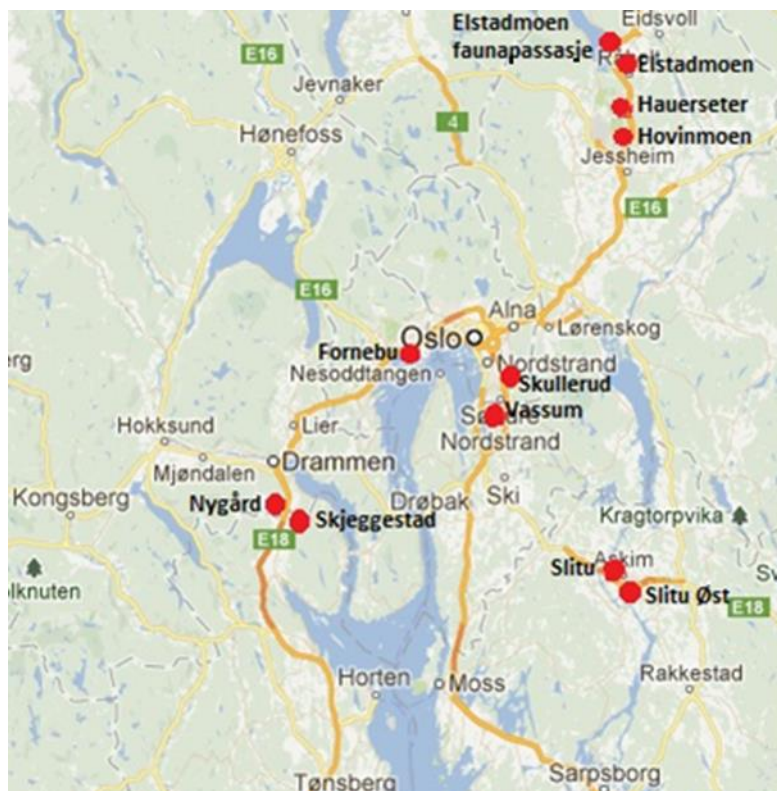 Elstadmoen
faunapassasje
Eidsvoll
E16
Elstadmoen
Jevnaker
Hauerseter
4
Hønefoss
Hovinmoen
Jessheim
E16
E16
Alna
Oslo
Lørenskog
Fornebu
Nordstrand
Nesoddtangen
Skullerud
Vassum
Hokksund
Lier
Nordstrand
Mjøndalen
Drammen
Ski
Kongsberg
Nygård
Drøbak
Skjeggestad
Kragtorpvika
E18
Askim
Slitu
Slitu Øst
E18
Rakkestad
Horten
Moss
Tønsberg
Sarpsborg